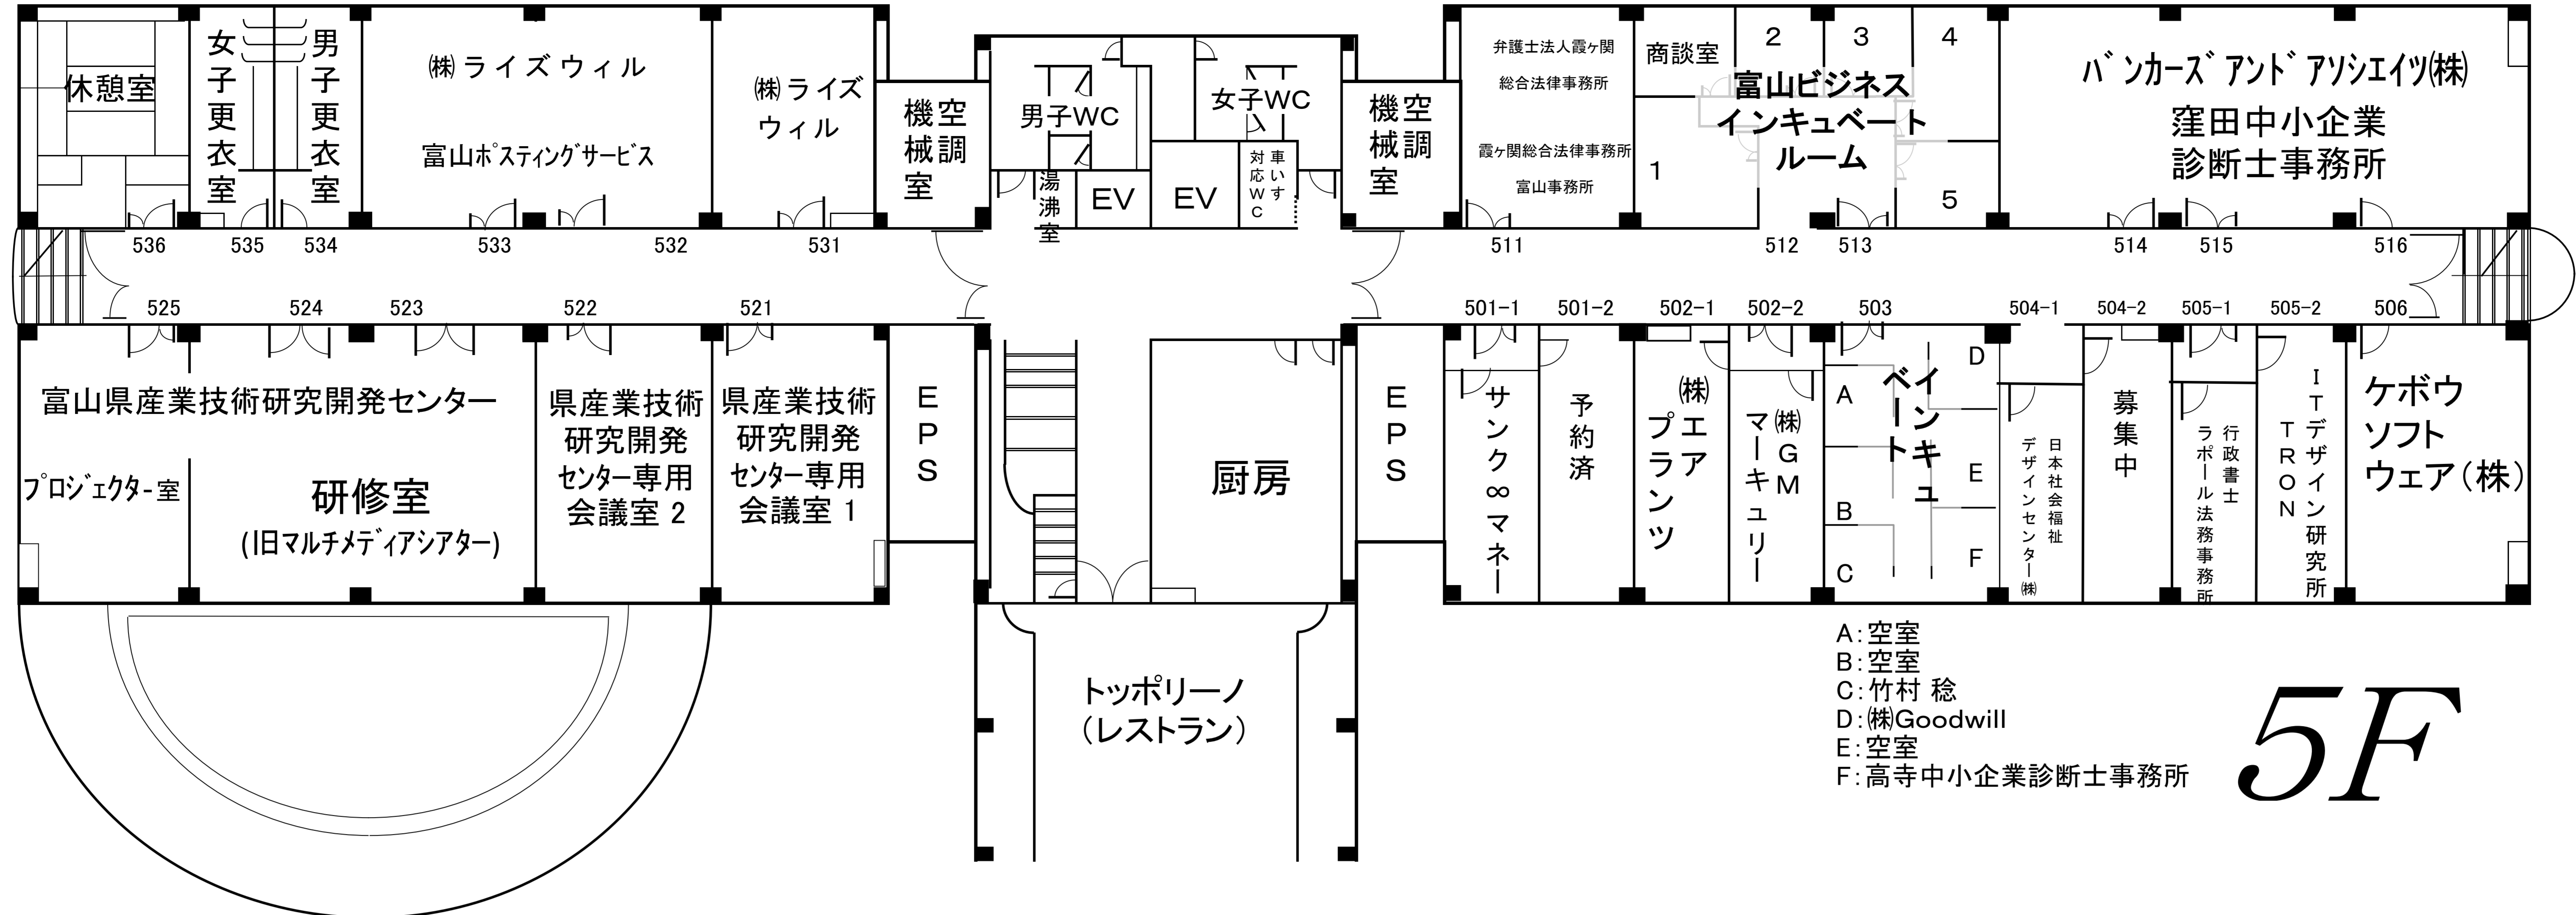 休憩室
女子更衣室
男子更衣室
㈱ライズウィル
富山ポスティングサービス
㈱ライズ
ウィル
空調
機械室
男子WC
女子WC
湯沸室
EV
EV
車いす
対応WC
空調
機械室
弁護士法人霞ヶ関
総合法律事務所
霞ヶ関総合法律事務所
富山事務所
商談室
1
2
3
4
5
富山ビジネス
インキュベート
ルーム
バンカーズアンドアソシエイツ㈱
窪田中小企業
診断士事務所
536
535
534
533
532
531
511
512
513
514
515
516
525
524
523
522
521
501-1
501-2
502-1
502-2
503
504-1
504-2
505-1
505-2
506
富山県産業技術研究開発センター
プロジェクター室
研修室
(旧マルチメディアシアター)
県産業技術
研究開発
センター専用
会議室 2
県産業技術
研究開発
センター専用
会議室 1
EPS
厨房
EPS
サンク∞マネー
予約済
㈱エア
プランツ
㈱GM
マーキュリー
インキュ
ベート
A
B
C
D
E
F
日本社会福祉
デザインセンター㈱
募集中
行政書士
ラポール法務事務所
ITデザイン研究所
TRON
ケボウ
ソフト
ウェア(株)
トッポリーノ
(レストラン)
A:空室
B:空室
C:竹村 稔
D:㈱Goodwill
E:空室
F:高寺中小企業診断士事務所
5F